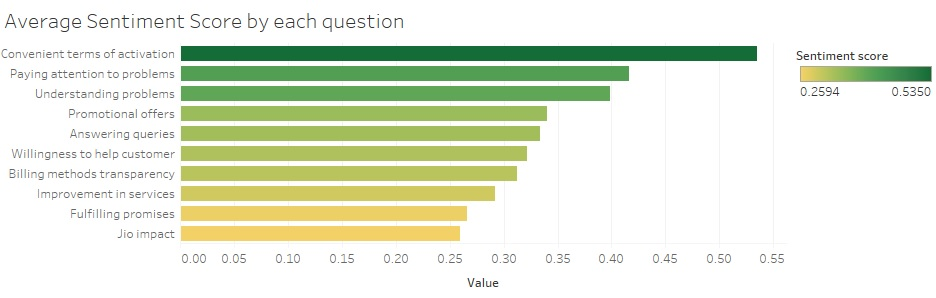 Average Sentiment Score by each question
Convenient terms of activation
Paying attention to problems
Understanding problems
Promotional offers
Answering queries
Willingness to help customer
Billing methods transparency
Improvement in services
Fulfilling promises
Jio impact
0.00 0.05 0.10 0.15 0.20 0.25 0.30 0.35 0.40 0.45 0.50 0.55
Value
Sentiment score
0.2594 0.5350